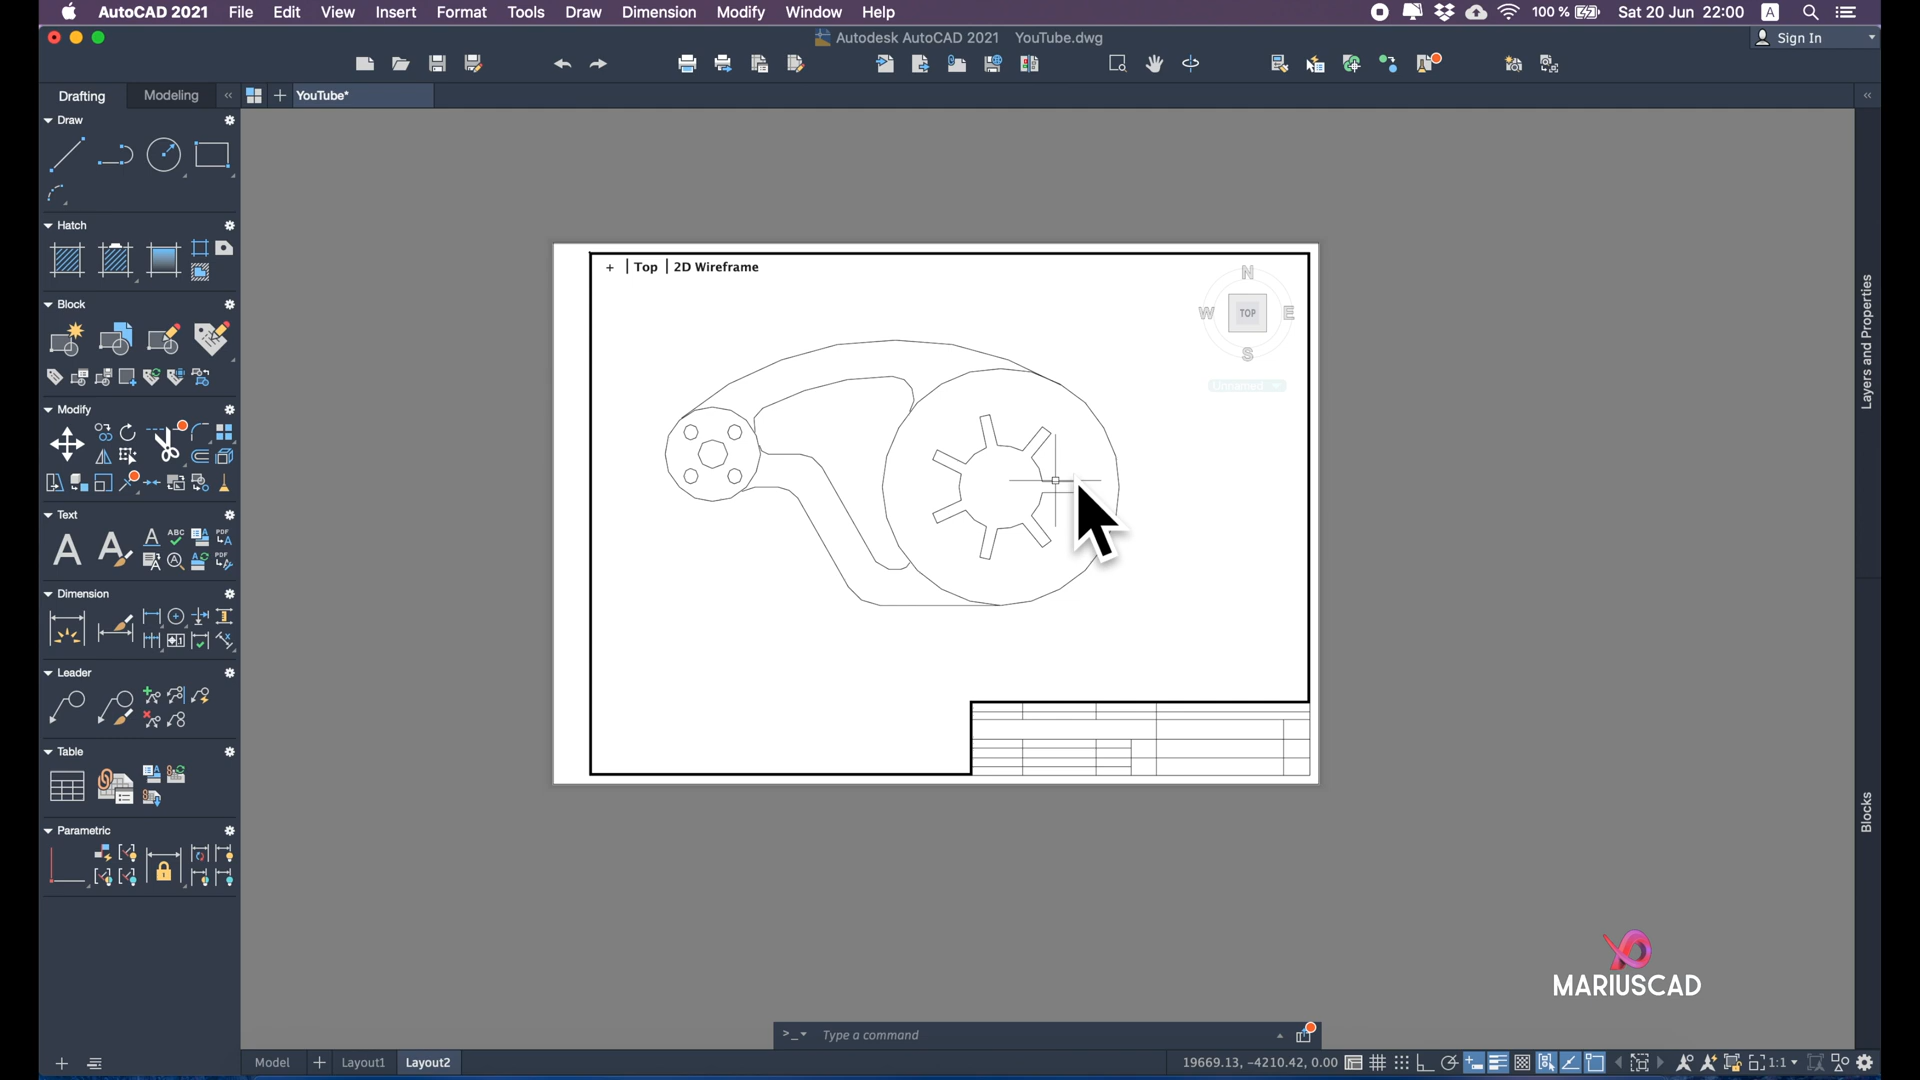 AutoCAD 2021 File Edit View Insert Format Tools Draw Dimension Modify Window Help 100 % Sat 20 Jun 22:00 A
Autodesk AutoCAD 2021 YouTube.dwg
Sign In
Drafting Modeling YouTube*
Draw
Hatch
Block
Modify
Text
Dimension
Leader
Table
Parametric
+ Top 2D Wireframe
N
W TOP E
S
Unnamed
Layers and Properties
Blocks
MARIUSCAD
>_ Type a command
Model Layout1 Layout2 19669.13, -4210.42, 0.00 1:1